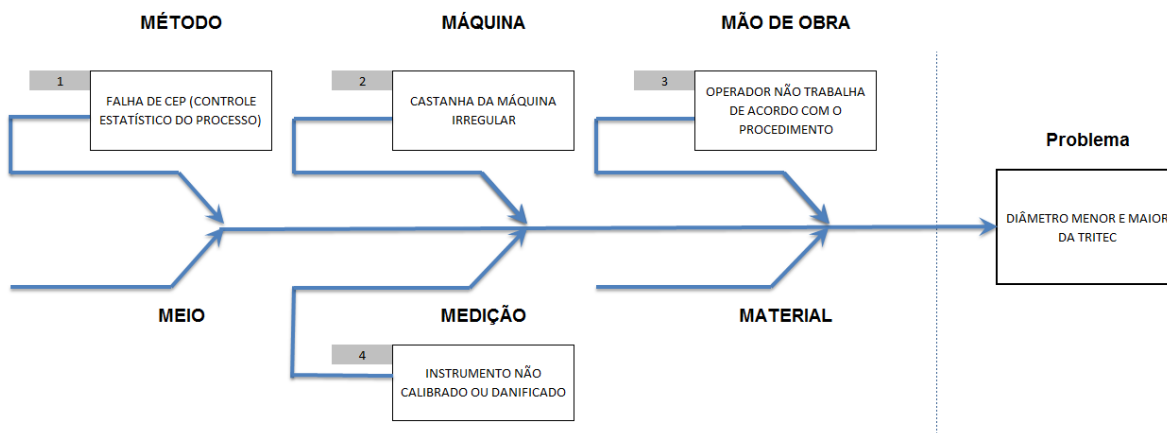 MÉTODO
MÁQUINA
MÃO DE OBRA
1
FALHA DE CEP (CONTROLE
ESTATÍSTICO DO PROCESSO)
2
CASTANHA DA MÁQUINA
IRREGULAR
3
OPERADOR NÃO TRABALHA
DE ACORDO COM O
PROCEDIMENTO
Problema
DIÂMETRO MENOR E MAIOR
DA TRITEC
MEIO
MEDIÇÃO
MATERIAL
4
INSTRUMENTO NÃO
CALIBRADO OU DANIFICADO